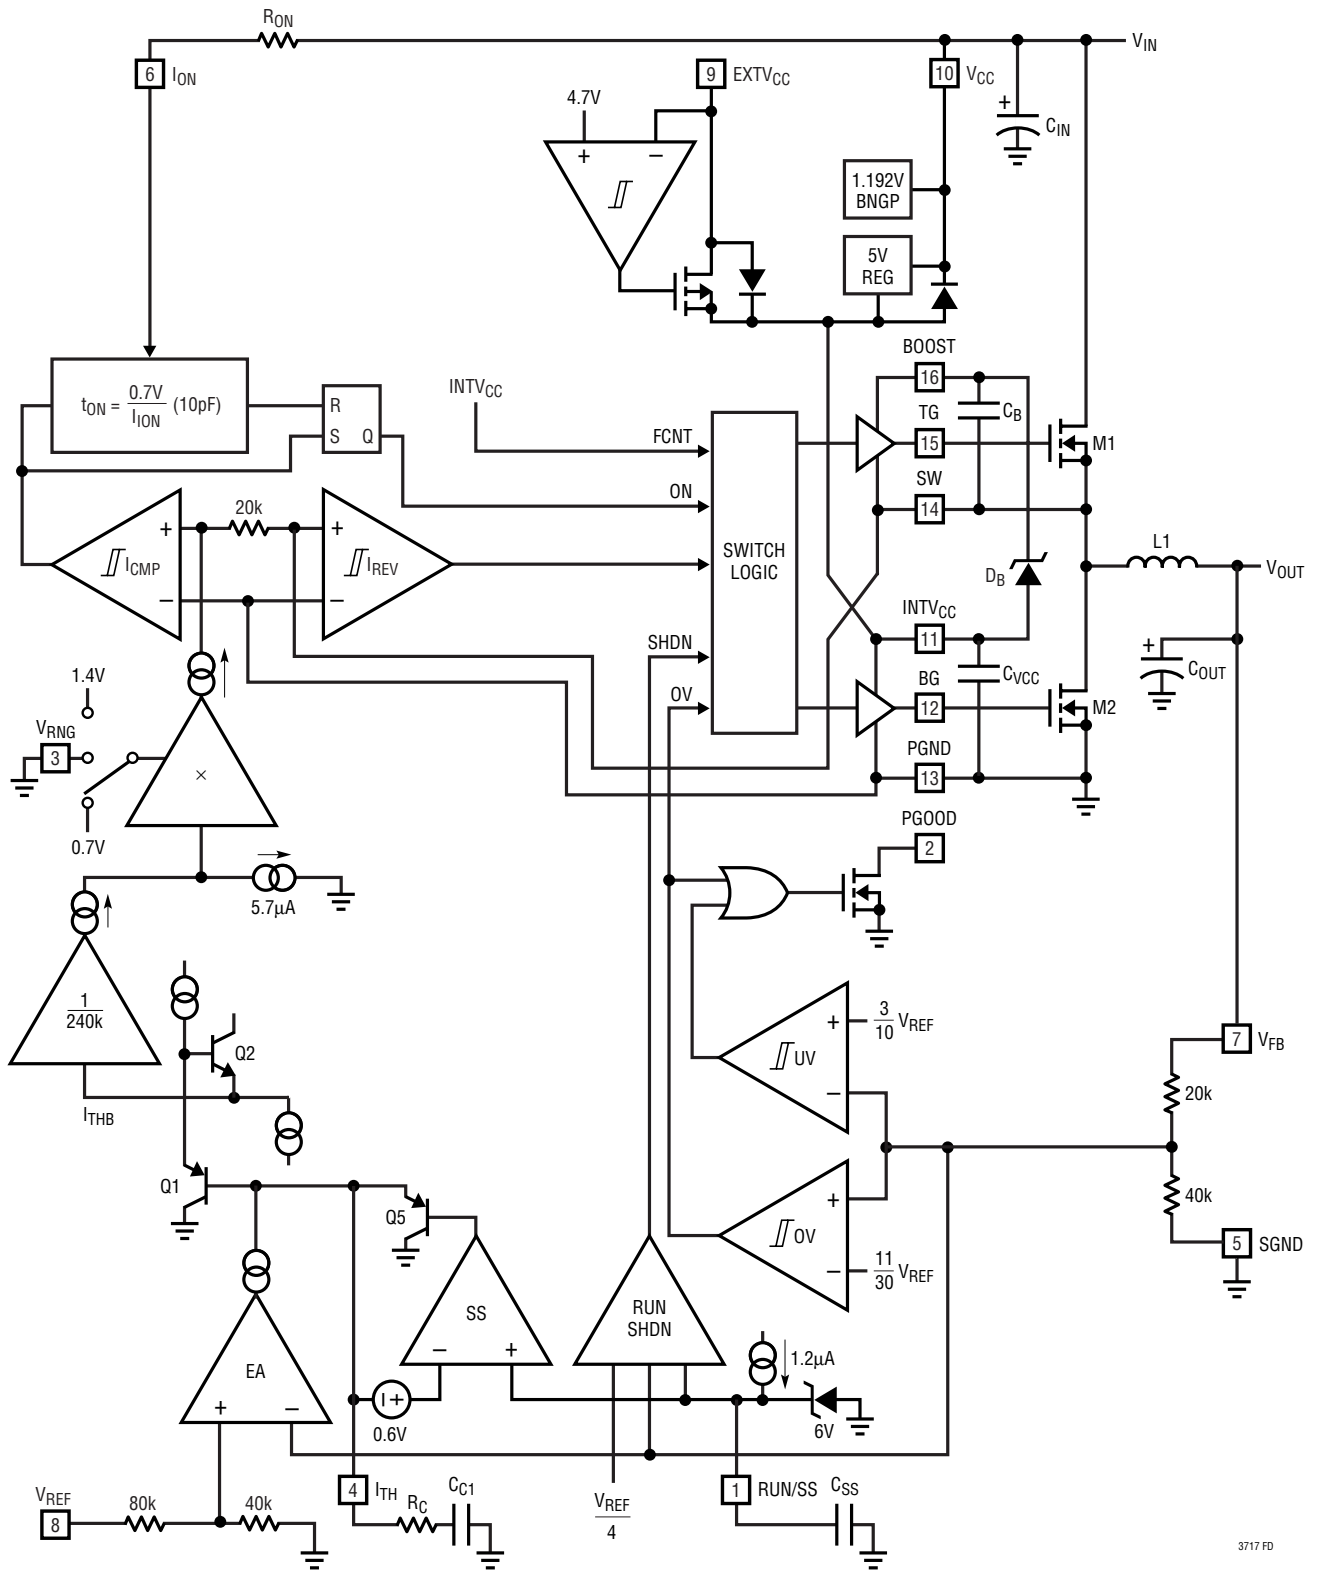 RON
VIN
6 ION
9 EXTVCC
10 VCC
4.7V
+
CIN
+ −
1.192V
BNGP
5V
REG
BOOST
16
tON = 0.7V / IION (10pF)
R
S Q
INTVCC
FCNT
TG
15
CB
M1
ON
SW
14
20k
+
+
ICMP
IREV
−
−
SWITCH
LOGIC
L1
VOUT
DB
INTVCC
11
SHDN
+
COUT
1.4V
OV
BG
12
CVCC
M2
VRNG
3
×
PGND
13
0.7V
PGOOD
2
5.7µA
1/240k
Q2
ITHB
+ 3/10 VREF
UV
−
7 VFB
20k
Q1
Q5
+
OV
− 11/30 VREF
40k
5 SGND
SS
− +
RUN
SHDN
EA
+ −
0.6V
+
1.2µA
6V
VREF
8
80k
40k
4 ITH
RC
CC1
VREF/4
1 RUN/SS
CSS
3717 FD